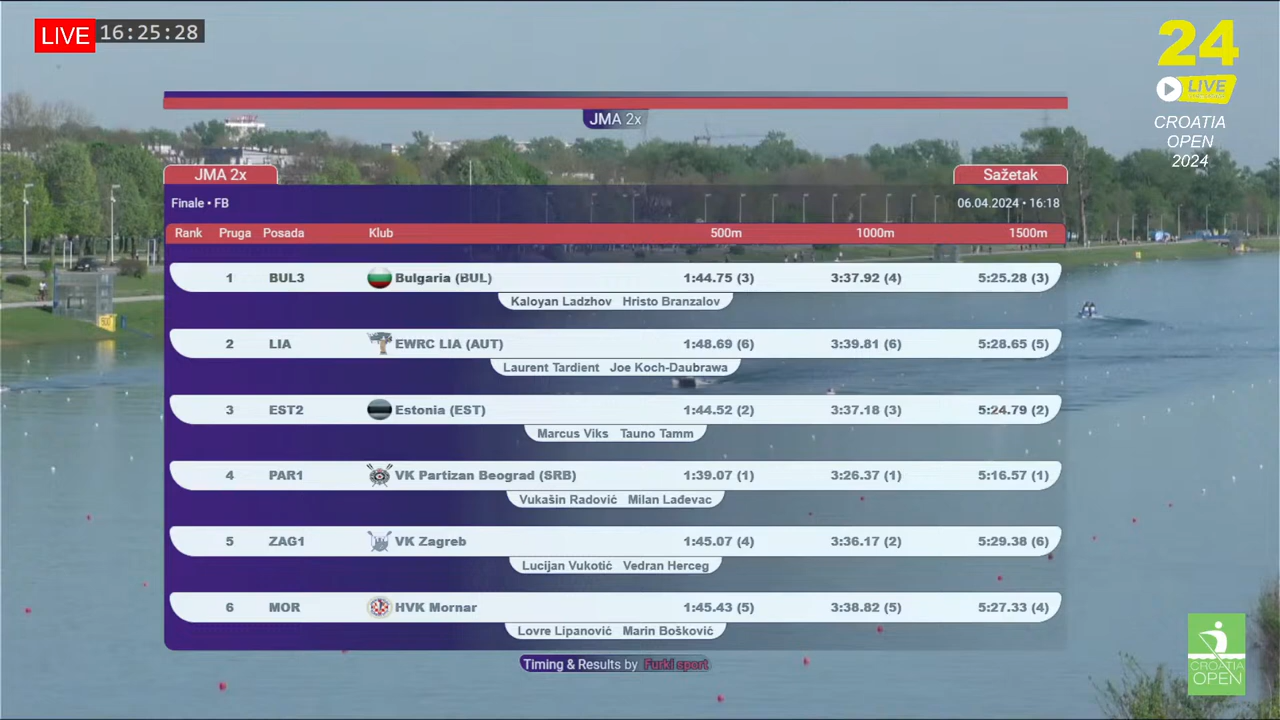 LIVE 16:25:28
24
LIVE
CROATIA
OPEN
2024
JMA 2x
JMA 2x Sažetak
Finale • FB 06.04.2024 • 16:18
Rank Pruga Posada Klub 500m 1000m 1500m
1 BUL3 Bulgaria (BUL) 1:44.75 (3) 3:37.92 (4) 5:25.28 (3)
Kaloyan Ladzhov Hristo Branzalov
2 LIA EWRC LIA (AUT) 1:48.69 (6) 3:39.81 (6) 5:28.65 (5)
Laurent Tardient Joe Koch-Daubrawa
3 EST2 Estonia (EST) 1:44.52 (2) 3:37.18 (3) 5:24.79 (2)
Marcus Viks Tauno Tamm
4 PAR1 VK Partizan Beograd (SRB) 1:39.07 (1) 3:26.37 (1) 5:16.57 (1)
Vukašin Radović Milan Lađevac
5 ZAG1 VK Zagreb 1:45.07 (4) 3:36.17 (2) 5:29.38 (6)
Lucijan Vukotić Vedran Herceg
6 MOR HVK Mornar 1:45.43 (5) 3:38.82 (5) 5:27.33 (4)
Lovre Lipanović Marin Bošković
Timing & Results by Furki sport
CROATIA
OPEN